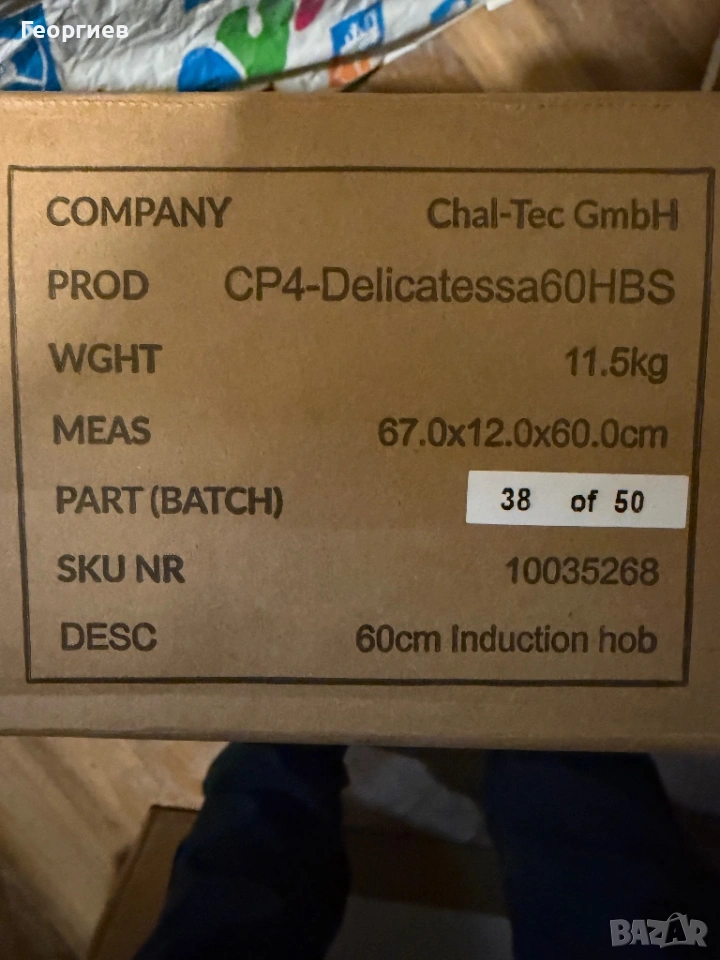 Георгиев
COMPANY Chal-Tec GmbH
PROD CP4-Delicatessa60HBS
WGHT 11.5kg
MEAS 67.0x12.0x60.0cm
PART (BATCH) 38 of 50
SKU NR 10035268
DESC 60cm Induction hob
BAZAR